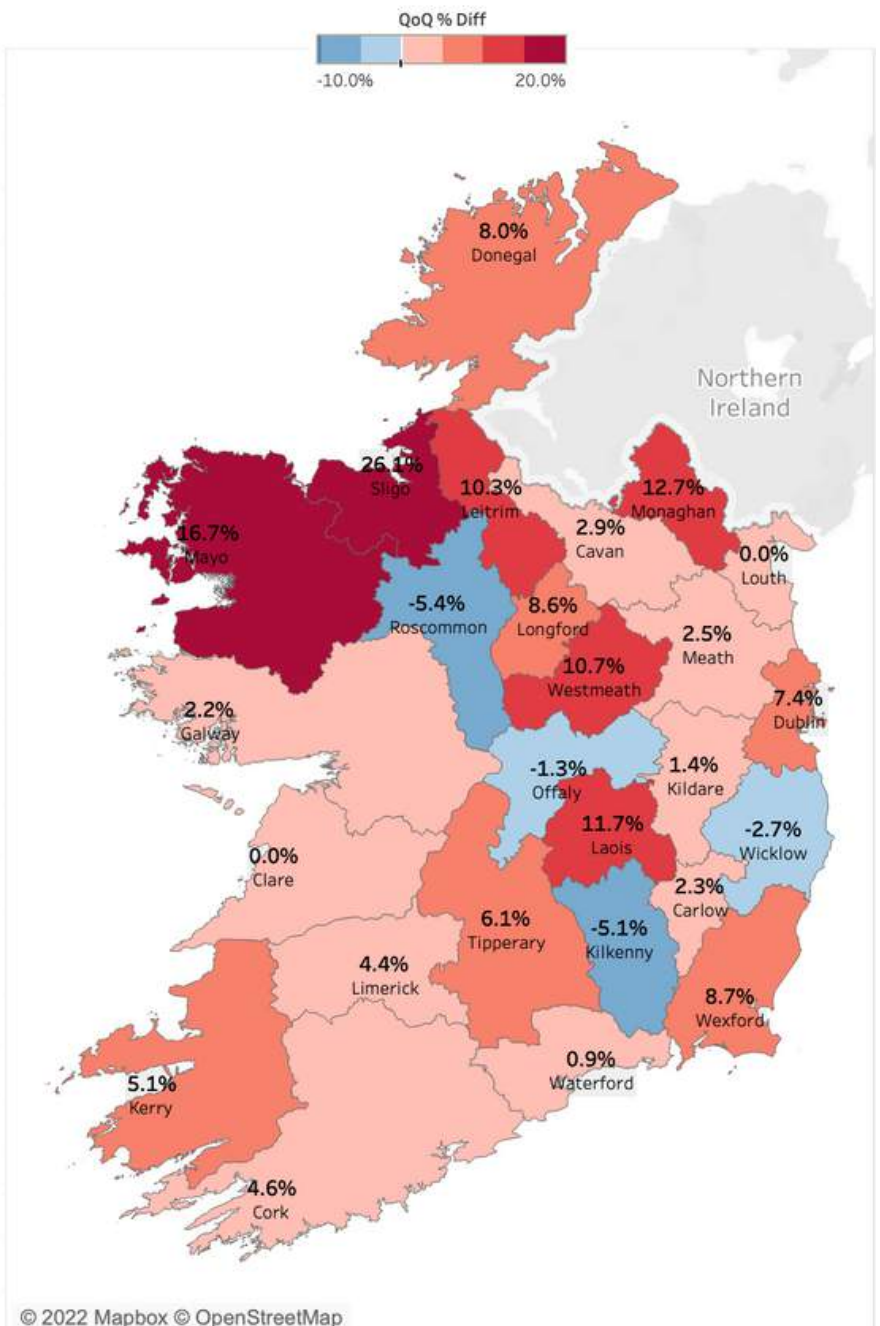 QoQ % Diff
-10.0% 20.0%
8.0%
Donegal
Northern
Ireland
26.1%
Sligo
10.3%
Leitrim
12.7%
Monaghan
16.7%
Mayo
2.9%
Cavan
0.0%
Louth
-5.4%
Roscommon
8.6%
Longford
2.5%
Meath
10.7%
Westmeath
2.2%
Galway
7.4%
Dublin
-1.3%
Offaly
1.4%
Kildare
11.7%
Laois
-2.7%
Wicklow
0.0%
Clare
2.3%
Carlow
6.1%
Tipperary
-5.1%
Kilkenny
4.4%
Limerick
8.7%
Wexford
0.9%
Waterford
5.1%
Kerry
4.6%
Cork
© 2022 Mapbox © OpenStreetMap